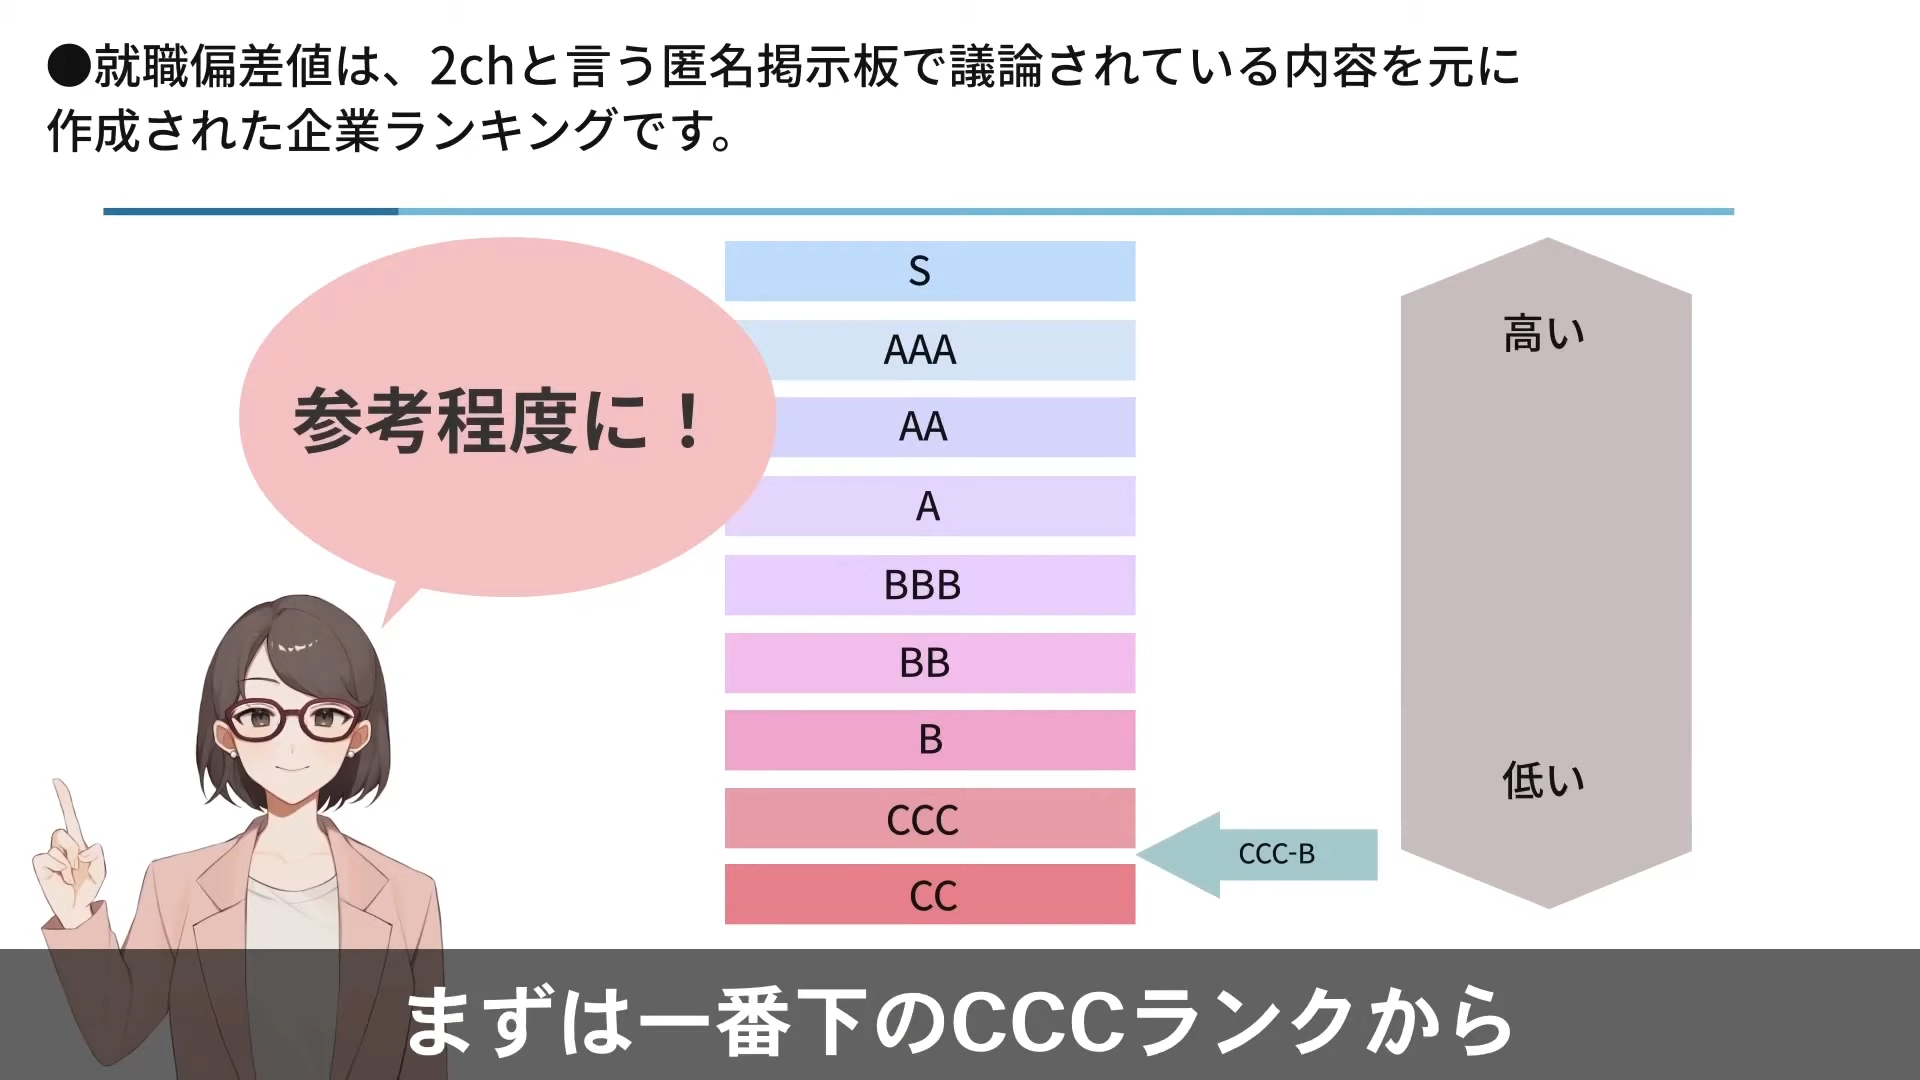 ●就職偏差値は、2chと言う匿名掲示板で議論されている内容を元に
作成された企業ランキングです。
参考程度に！
S
AAA
AA
A
BBB
BB
B
CCC
CC
CCC-B
高い
低い
まずは一番下のCCCランクから